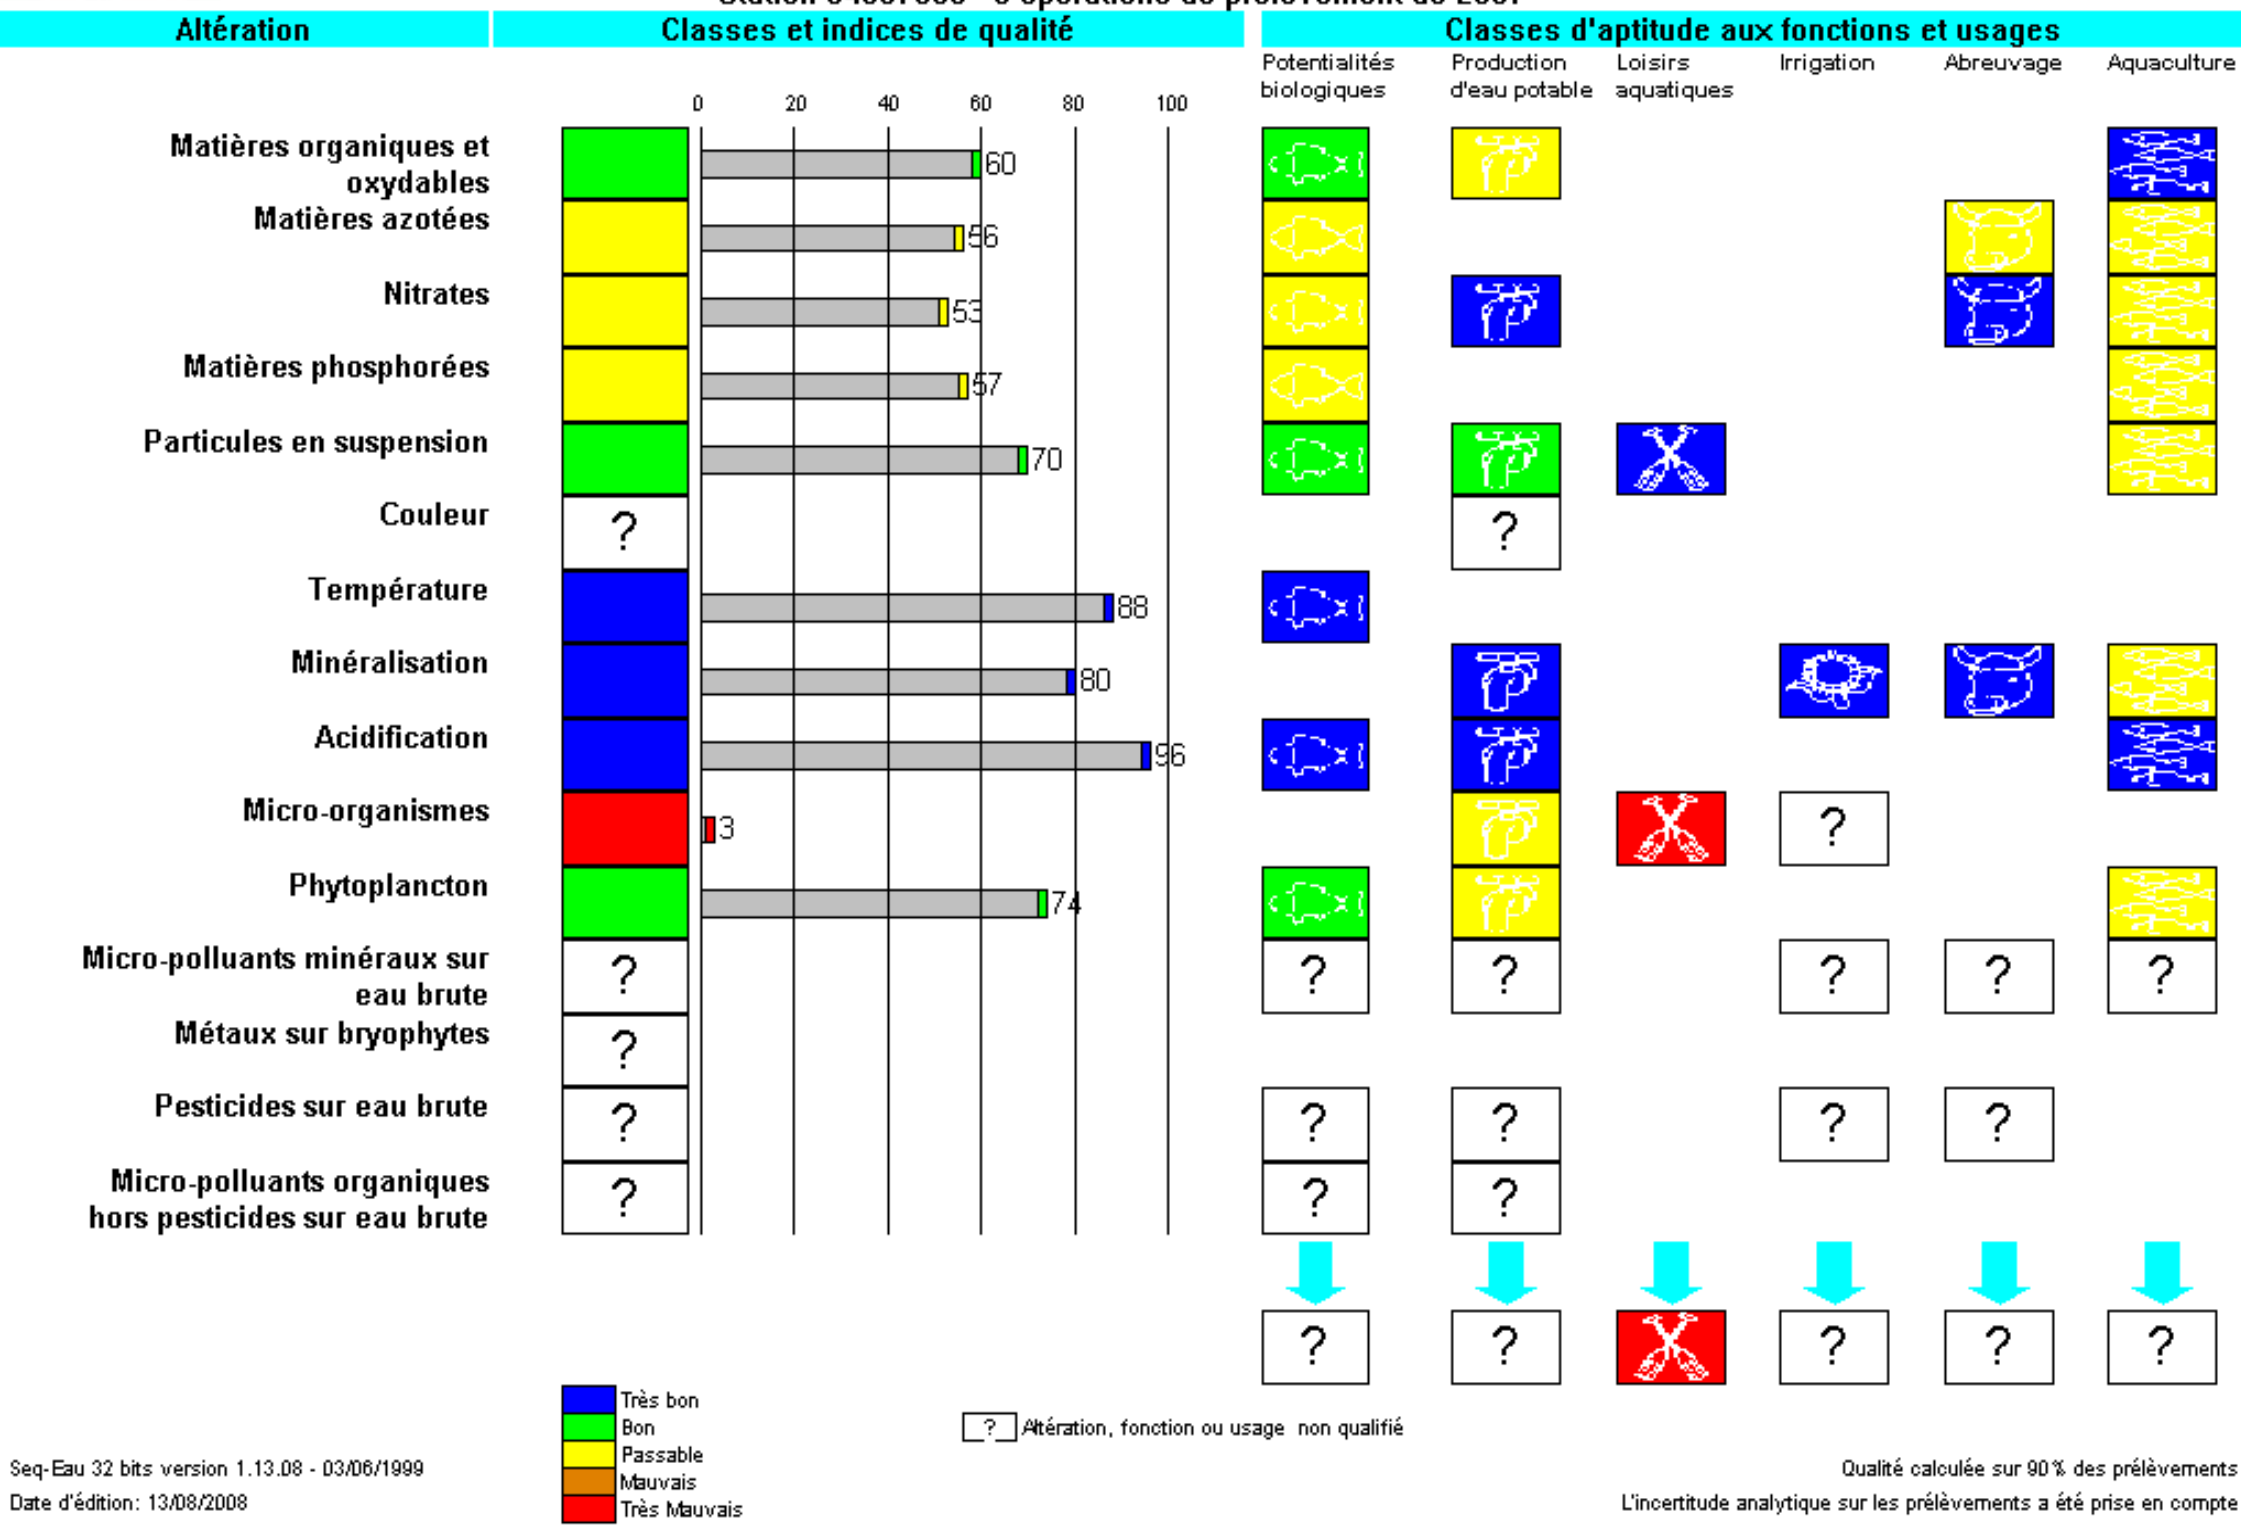 Altération
Classes et indices de qualité
Classes d'aptitude aux fonctions et usages
Potentialités
biologiques
Production
d'eau potable
Loisirs
aquatiques
Irrigation
Abreuvage
Aquaculture
0 20 40 60 80 100
Matières organiques et
oxydables
60
Matières azotées
56
Nitrates
53
Matières phosphorées
57
Particules en suspension
70
Couleur
? ?
Température
88
Minéralisation
80
Acidification
96
Micro-organismes
3 ?
Phytoplancton
74
Micro-polluants minéraux sur
eau brute
? ? ? ? ? ?
Métaux sur bryophytes
?
Pesticides sur eau brute
? ? ? ? ?
Micro-polluants organiques
hors pesticides sur eau brute
? ? ?
? ? ? ? ?
Très bon
Bon
Passable
Mauvais
Très Mauvais
? Altération, fonction ou usage non qualifié
Seq-Eau 32 bits version 1.13.08 - 03/06/1999
Date d'édition: 13/08/2008
Qualité calculée sur 90% des prélèvements
L'incertitude analytique sur les prélèvements a été prise en compte